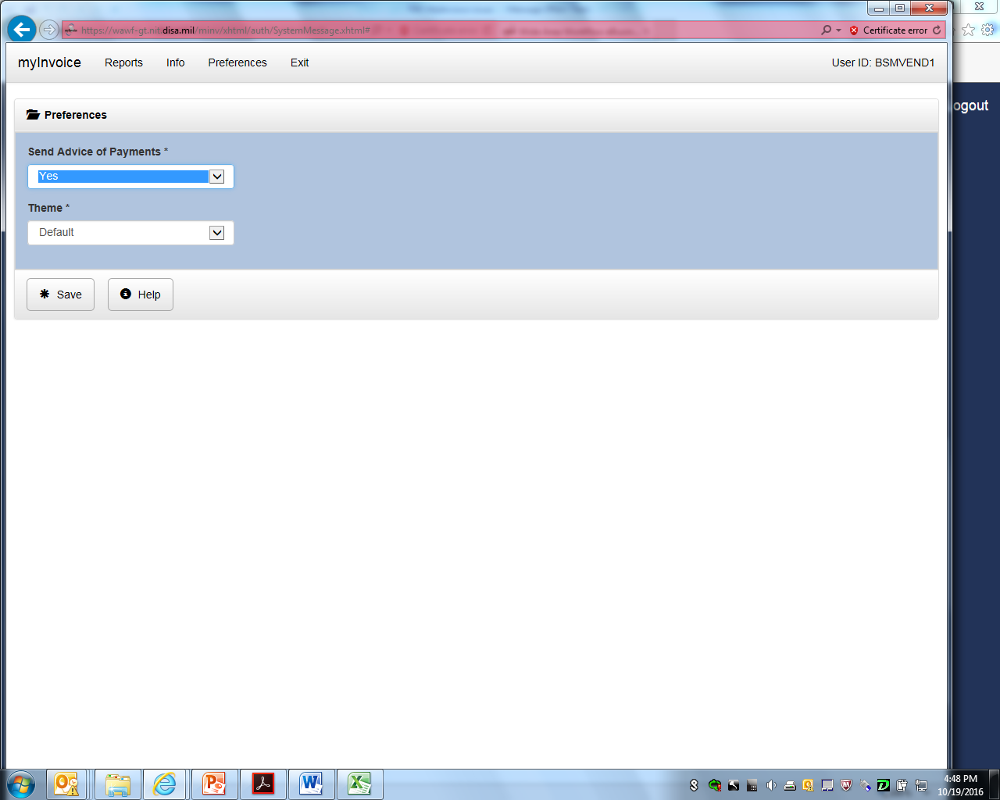 https://wawf-gt.nit.disa.mil/minv/xhtml/auth/SystemMessage.xhtml#
Certificate error
myInvoice Reports Info Preferences Exit User ID: BSMVEND1
ogout
Preferences
Send Advice of Payments *
Yes
Theme *
Default
Save Help
4:48 PM
10/19/2016